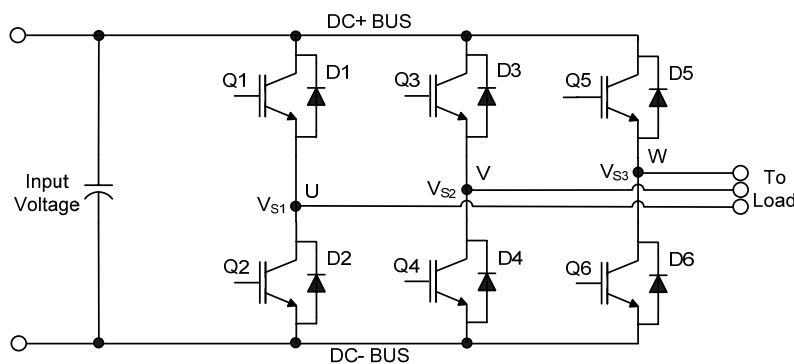 DC+ BUS
Q1
D1
Q3
D3
Q5
D5
Input
Voltage
VS1
U
VS2
V
VS3
W
To
Load
Q2
D2
Q4
D4
Q6
D6
DC- BUS